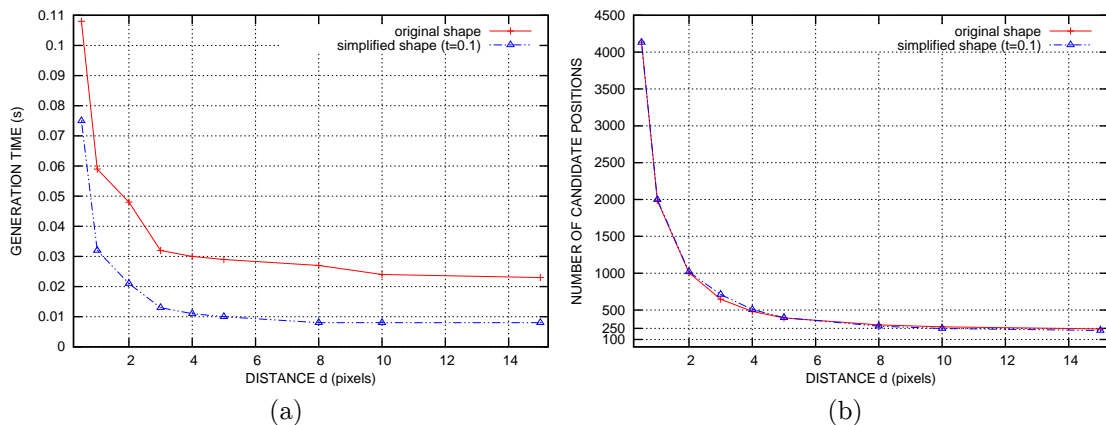 0.11
0.1
0.09
0.08
0.07
0.06
0.05
0.04
0.03
0.02
0.01
0
GENERATION TIME (s)
original shape
simplified shape (t=0.1)
2 4 6 8 10 12 14
DISTANCE d (pixels)
(a)
4500
4000
3500
3000
2500
2000
1500
1000
500
250
100
NUMBER OF CANDIDATE POSITIONS
original shape
simplified shape (t=0.1)
2 4 6 8 10 12 14
DISTANCE d (pixels)
(b)